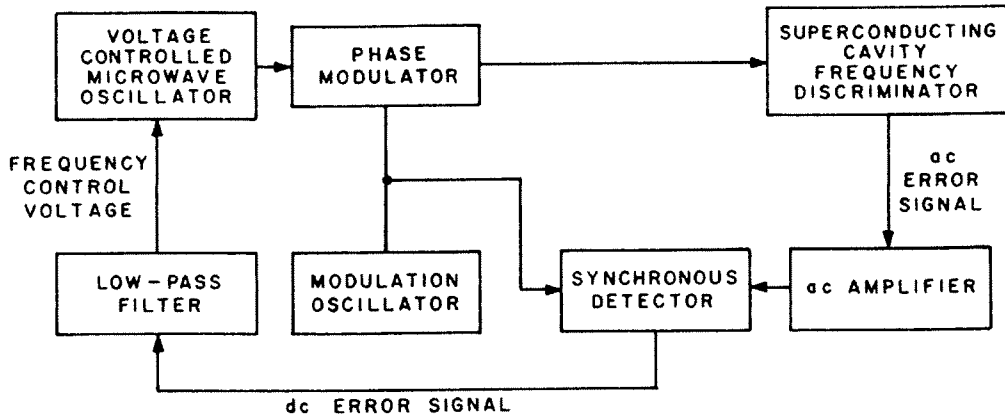 VOLTAGE
CONTROLLED
MICROWAVE
OSCILLATOR
PHASE
MODULATOR
SUPERCONDUCTING
CAVITY
FREQUENCY
DISCRIMINATOR
FREQUENCY
CONTROL
VOLTAGE
ac
ERROR
SIGNAL
LOW-PASS
FILTER
MODULATION
OSCILLATOR
SYNCHRONOUS
DETECTOR
ac AMPLIFIER
dc ERROR SIGNAL